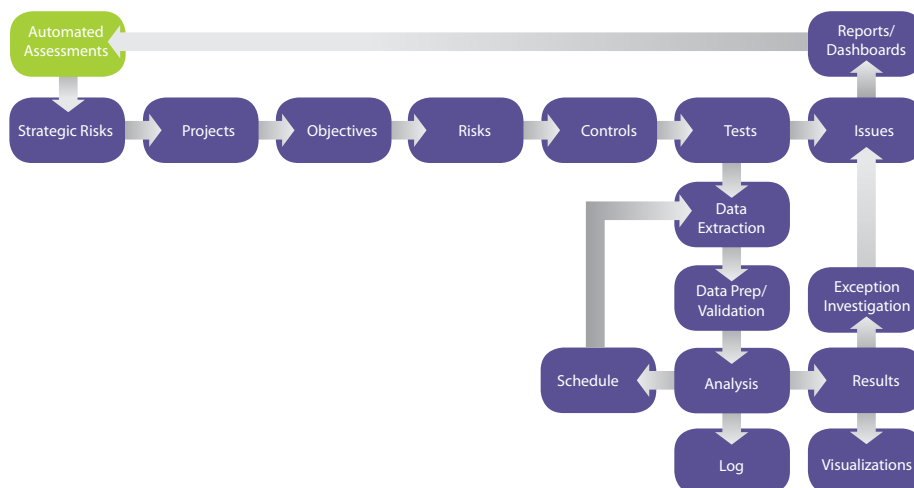 Automated
Assessments
Reports/
Dashboards
Strategic Risks
Projects
Objectives
Risks
Controls
Tests
Issues
Data
Extraction
Data Prep/
Validation
Exception
Investigation
Schedule
Analysis
Results
Log
Visualizations